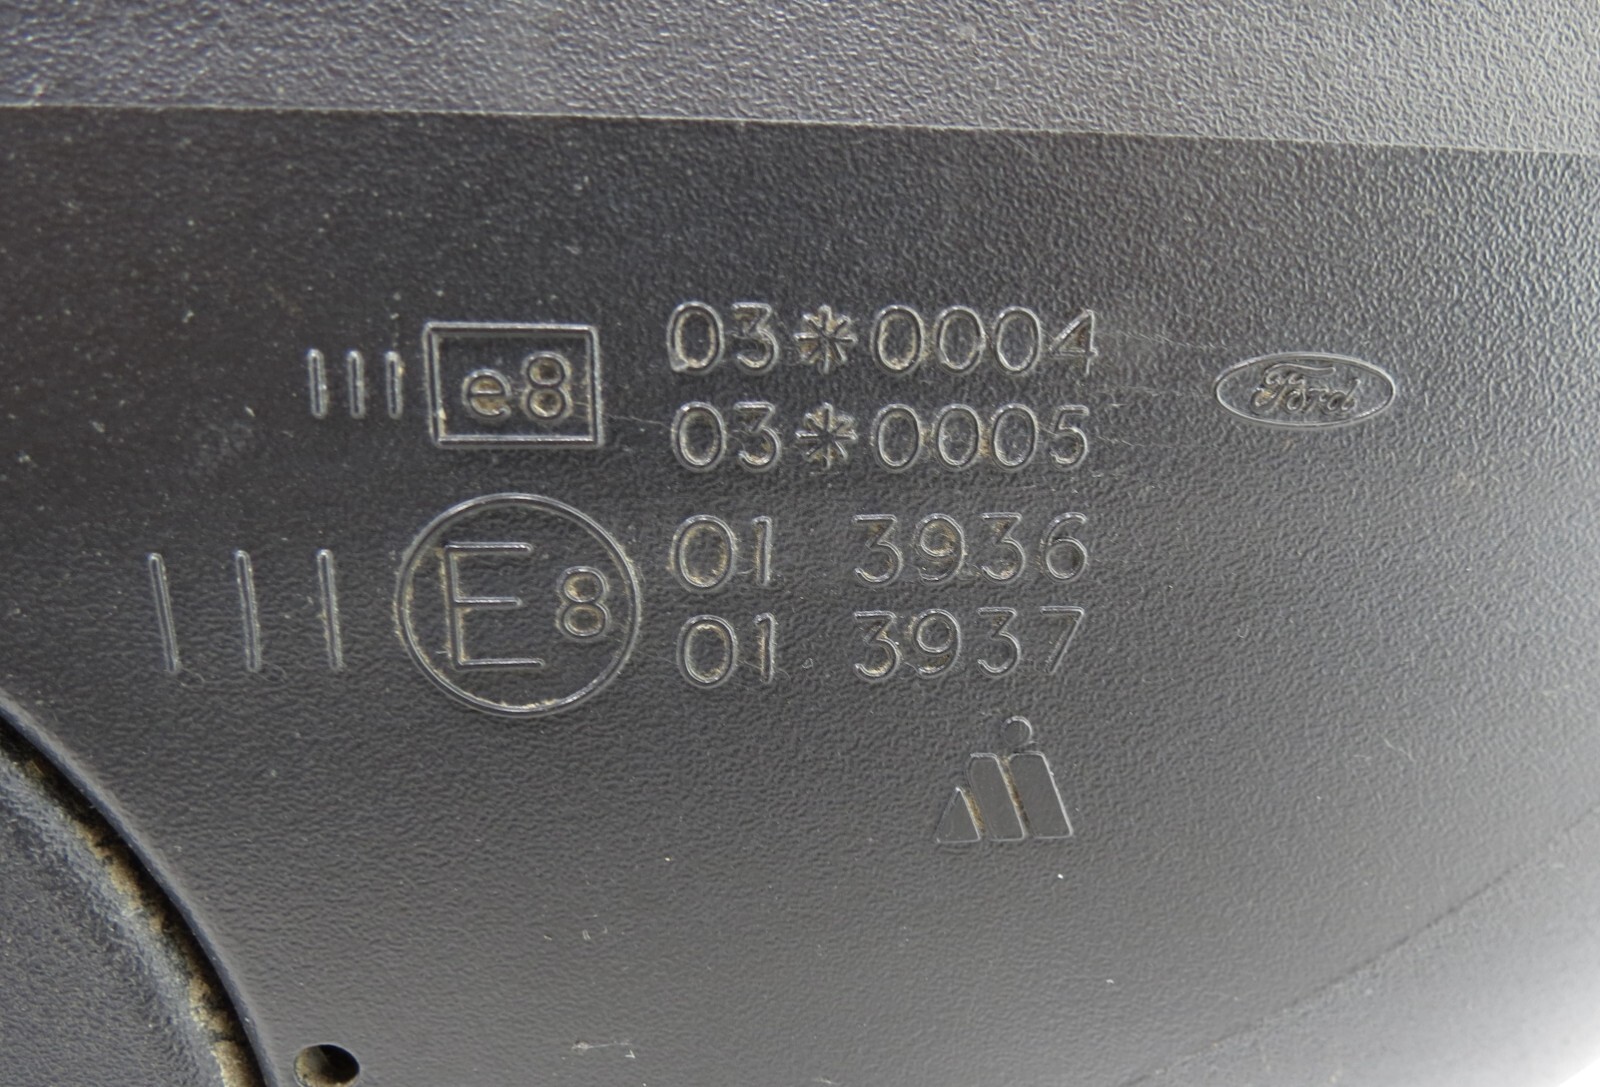 III e8 03*0004
03*0005
Ford
III E8 01 3936
01 3937